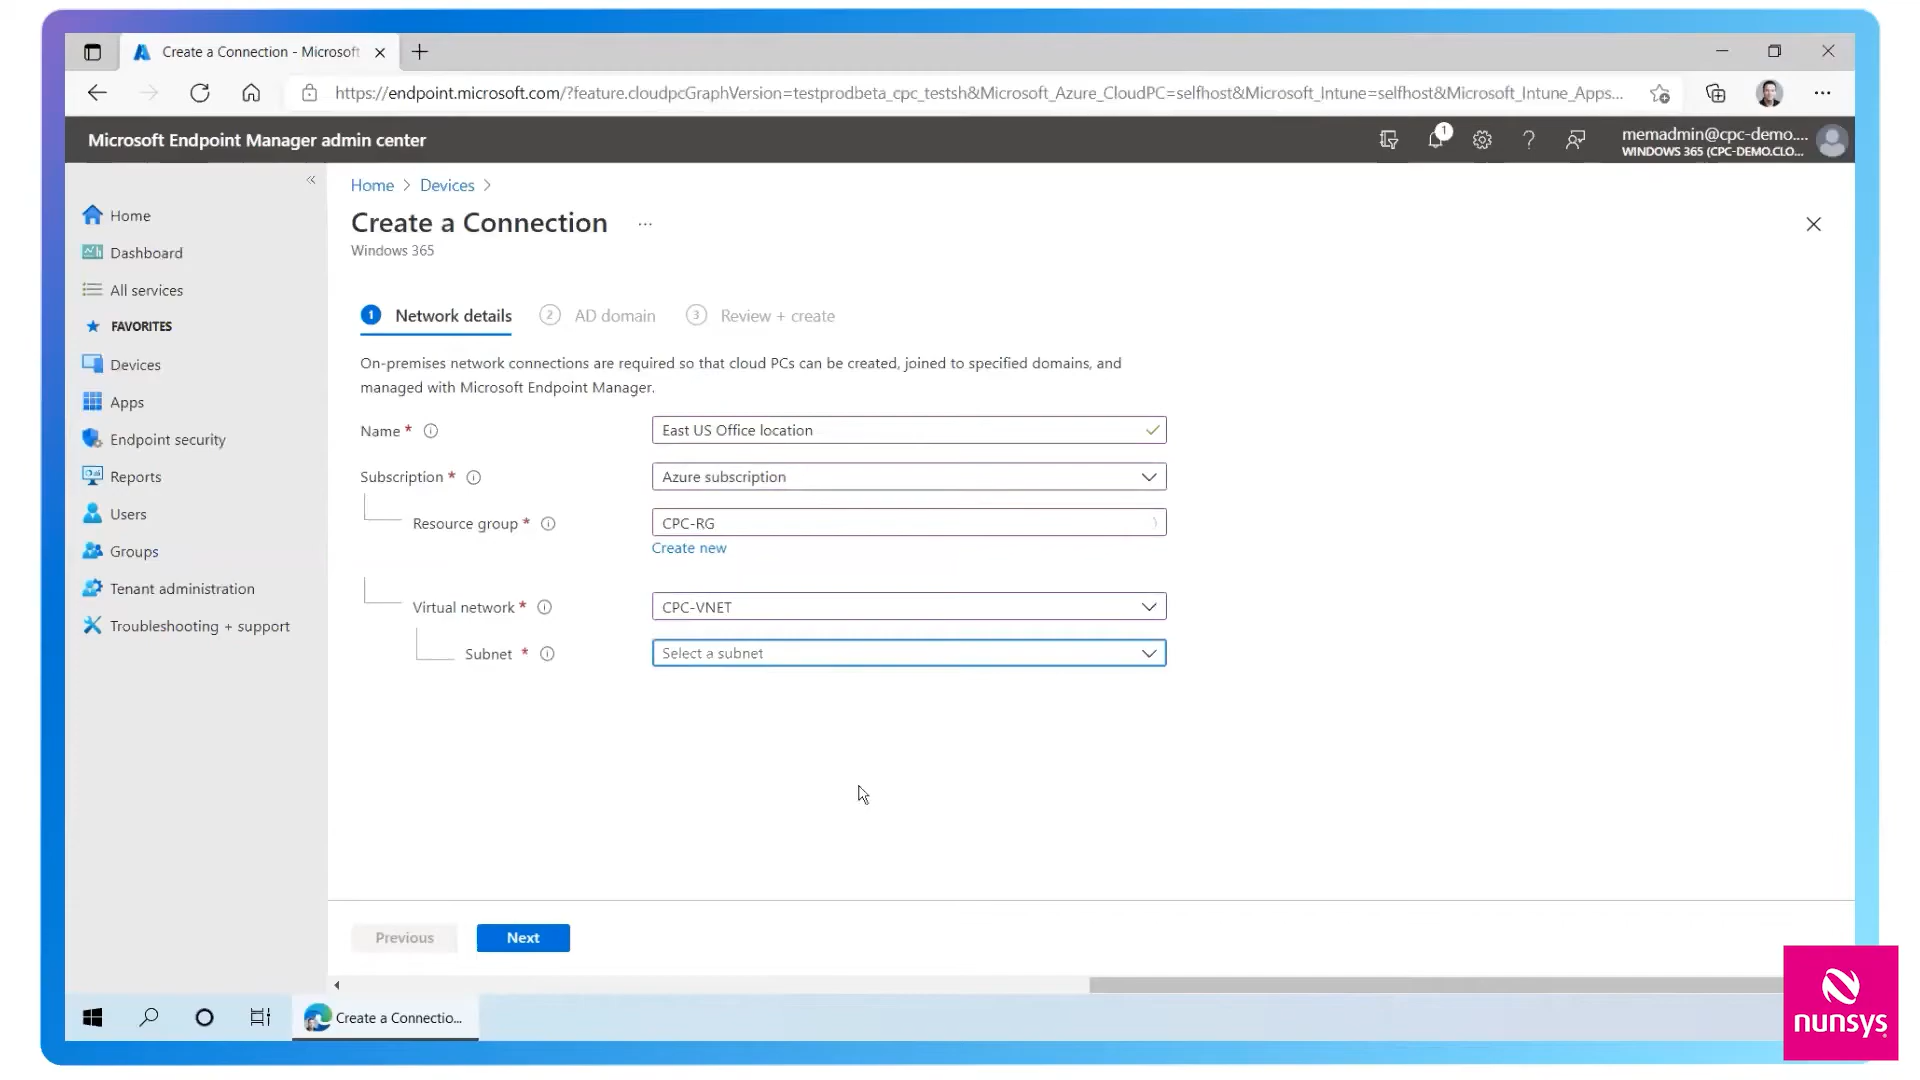 Create a Connection - Microsoft
https://endpoint.microsoft.com/?feature.cloudpcGraphVersion=testprodbeta_cpc_testsh&Microsoft_Azure_CloudPC=selfhost&Microsoft_Intune=selfhost&Microsoft_Intune_Apps...
Microsoft Endpoint Manager admin center
1
memadmin@cpc-demo....
WINDOWS 365 (CPC-DEMO.CLO...
Home
Dashboard
All services
FAVORITES
Devices
Apps
Endpoint security
Reports
Users
Groups
Tenant administration
Troubleshooting + support
Home > Devices >
Create a Connection ...
Windows 365
1 Network details 2 AD domain 3 Review + create
On-premises network connections are required so that cloud PCs can be created, joined to specified domains, and
managed with Microsoft Endpoint Manager.
Name * East US Office location
Subscription * Azure subscription
Resource group * CPC-RG
Create new
Virtual network * CPC-VNET
Subnet * Select a subnet
Previous Next
Create a Connectio...
nunsys